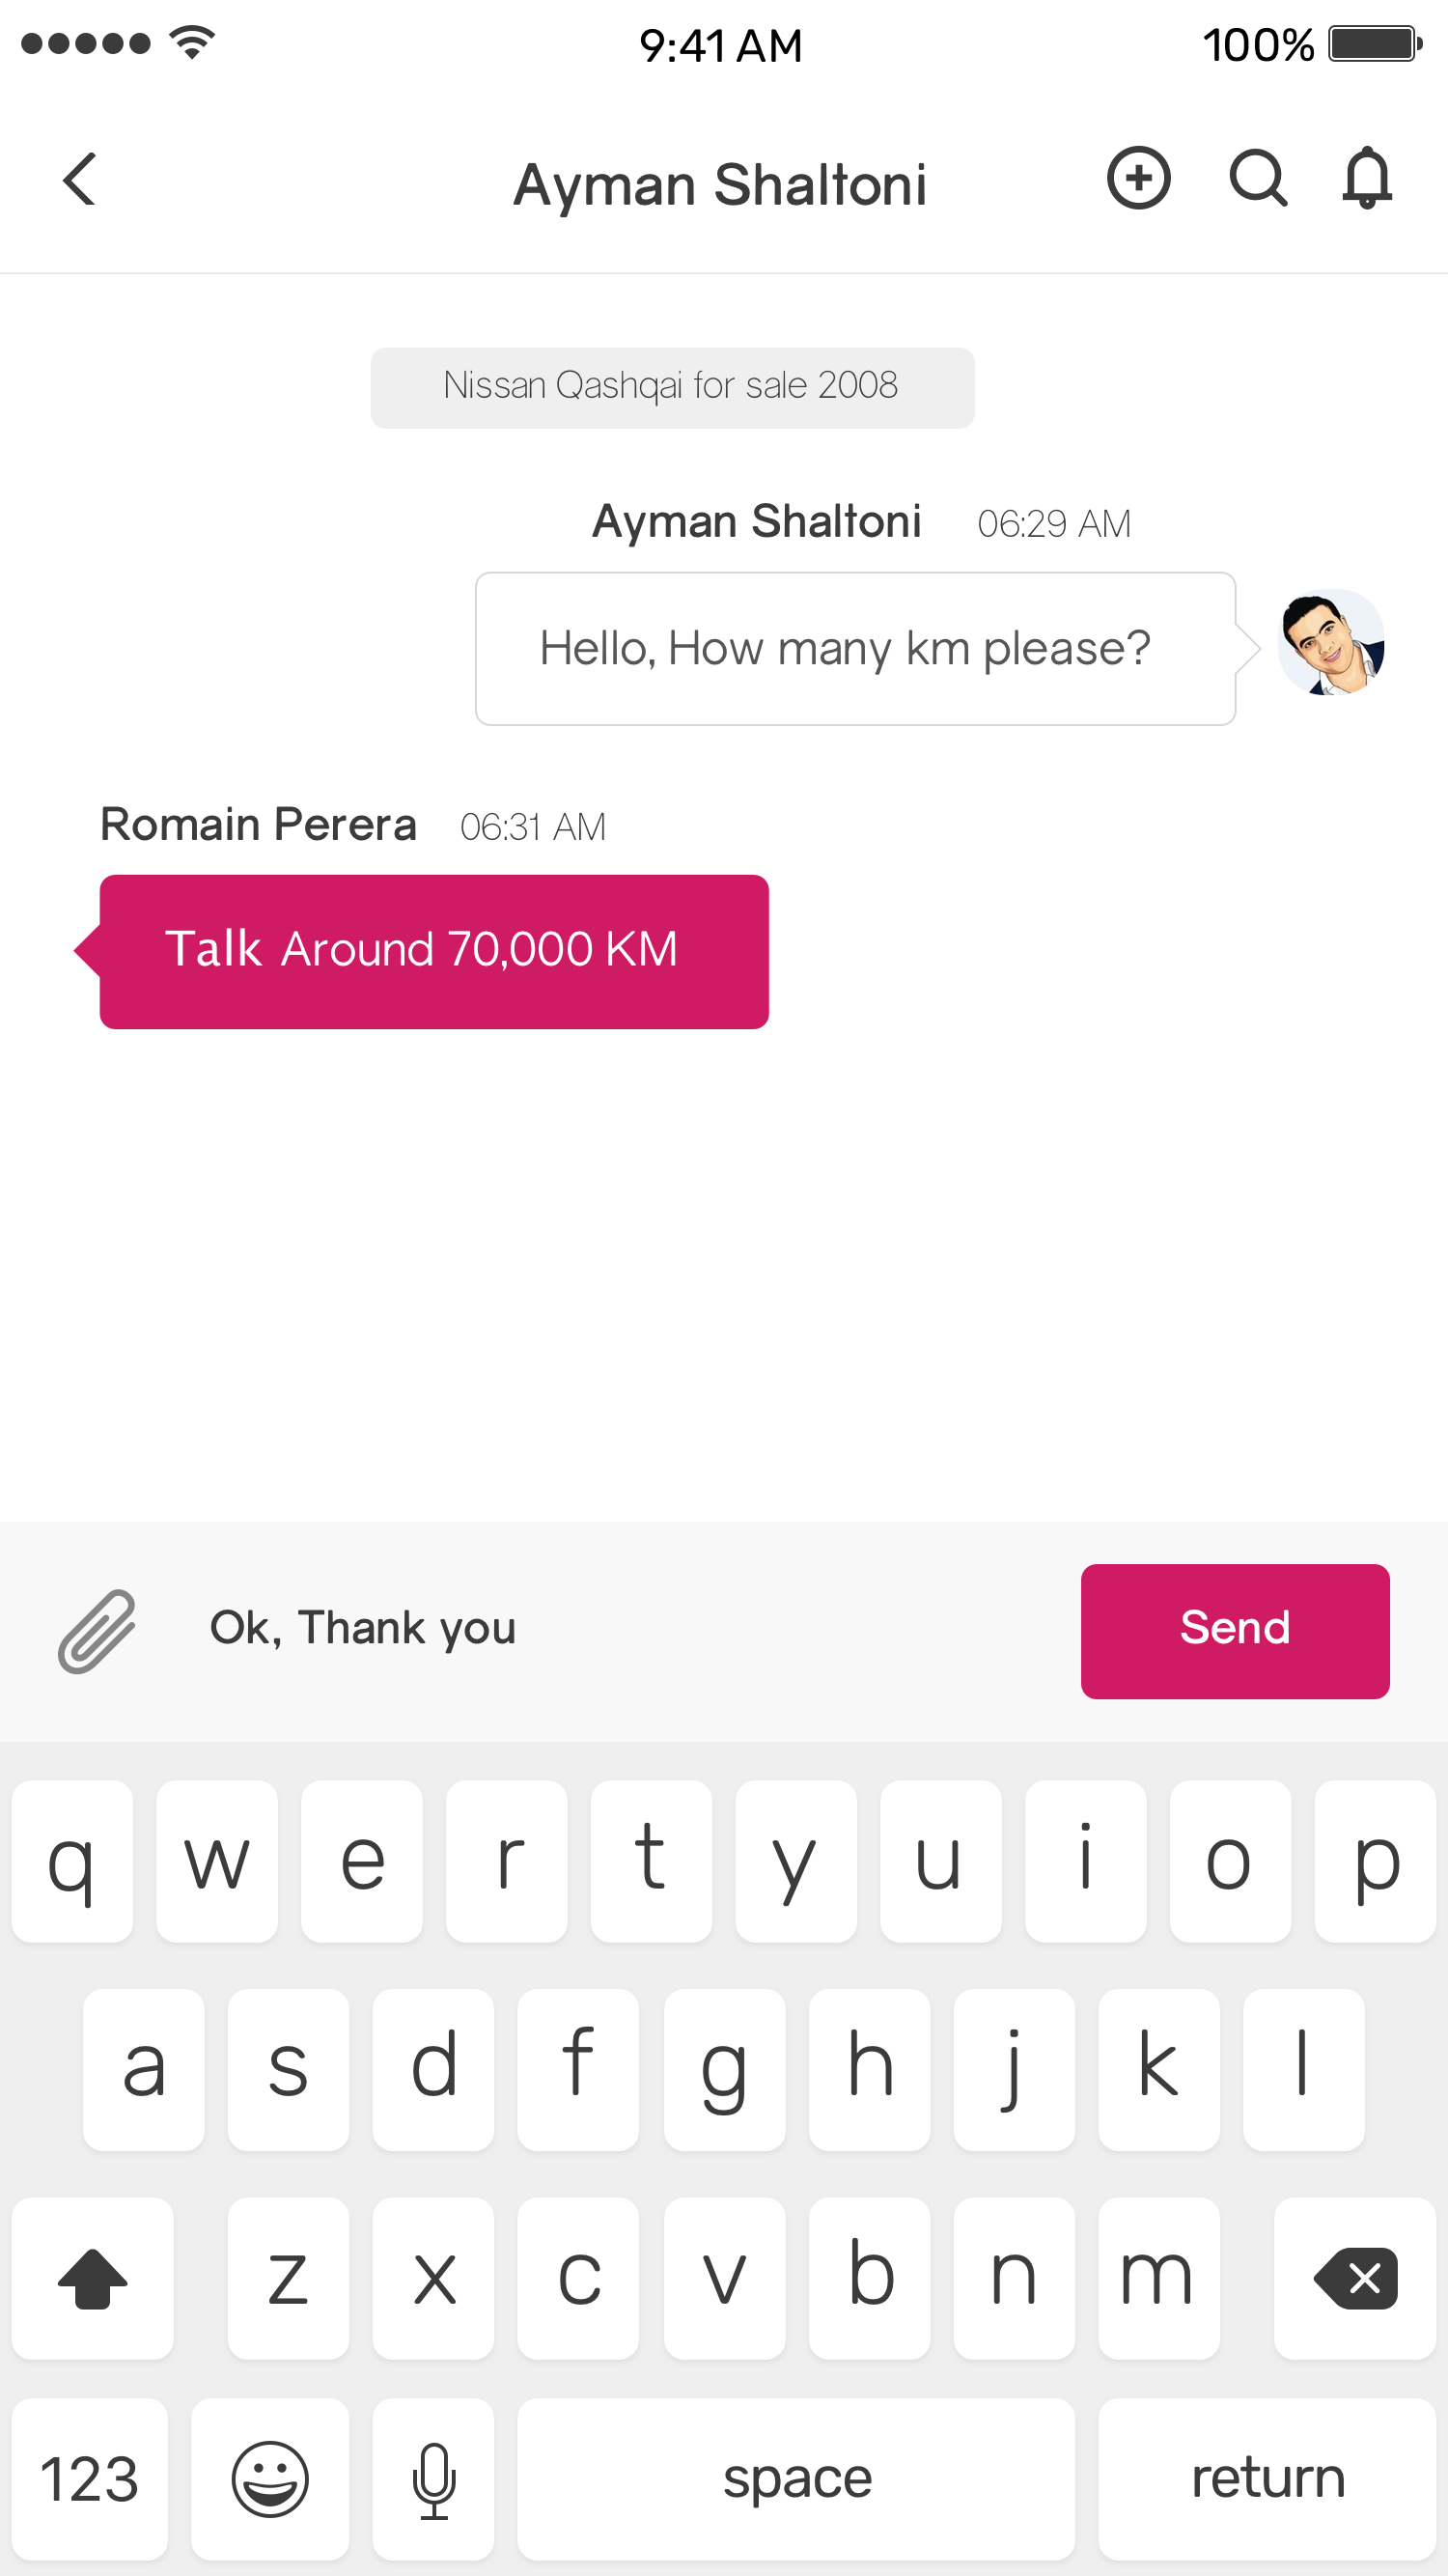 9:41 AM 100%
Ayman Shaltoni
Nissan Qashqai for sale 2008
Ayman Shaltoni 06:29 AM
Hello, How many km please?
Romain Perera 06:31 AM
Talk Around 70,000 KM
Ok, Thank you Send
q w e r t y u i o p
a s d f g h j k l
z x c v b n m
123 space return